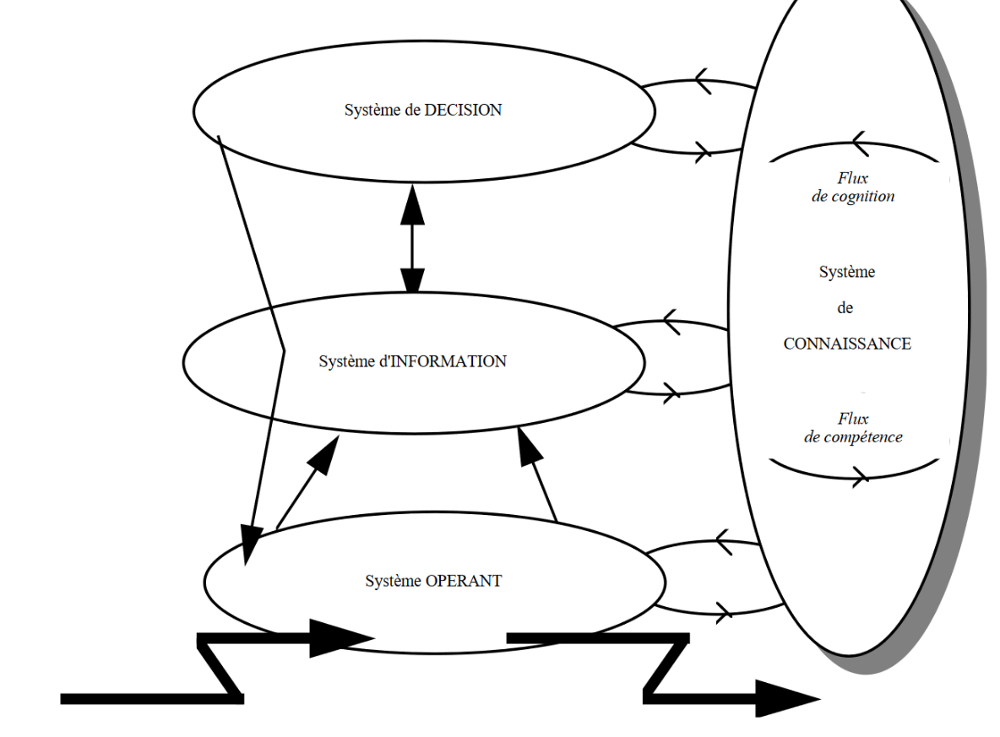 Système de DECISION
Flux
de cognition
Système
de
CONNAISSANCE
Système d'INFORMATION
Flux
de compétence
Système OPERANT